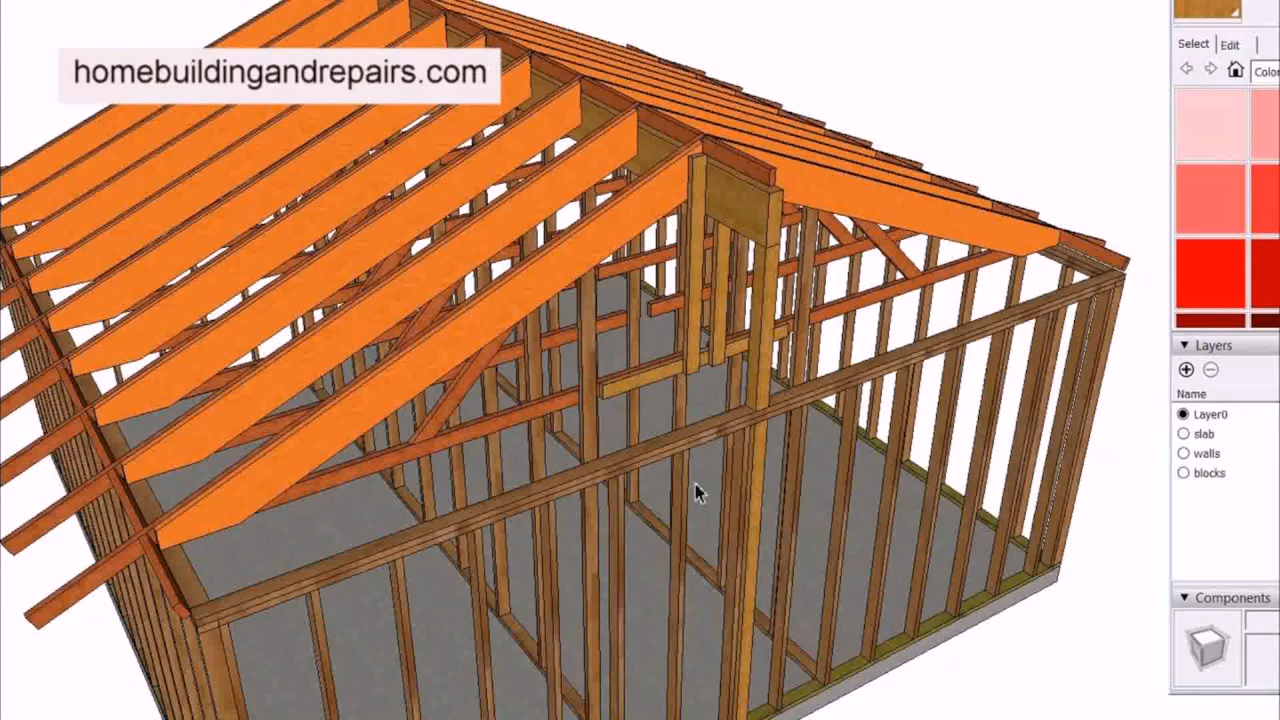 homebuildingandrepairs.com
Select
Edit
Color
Layers
Name
Layer0
slab
walls
blocks
Components